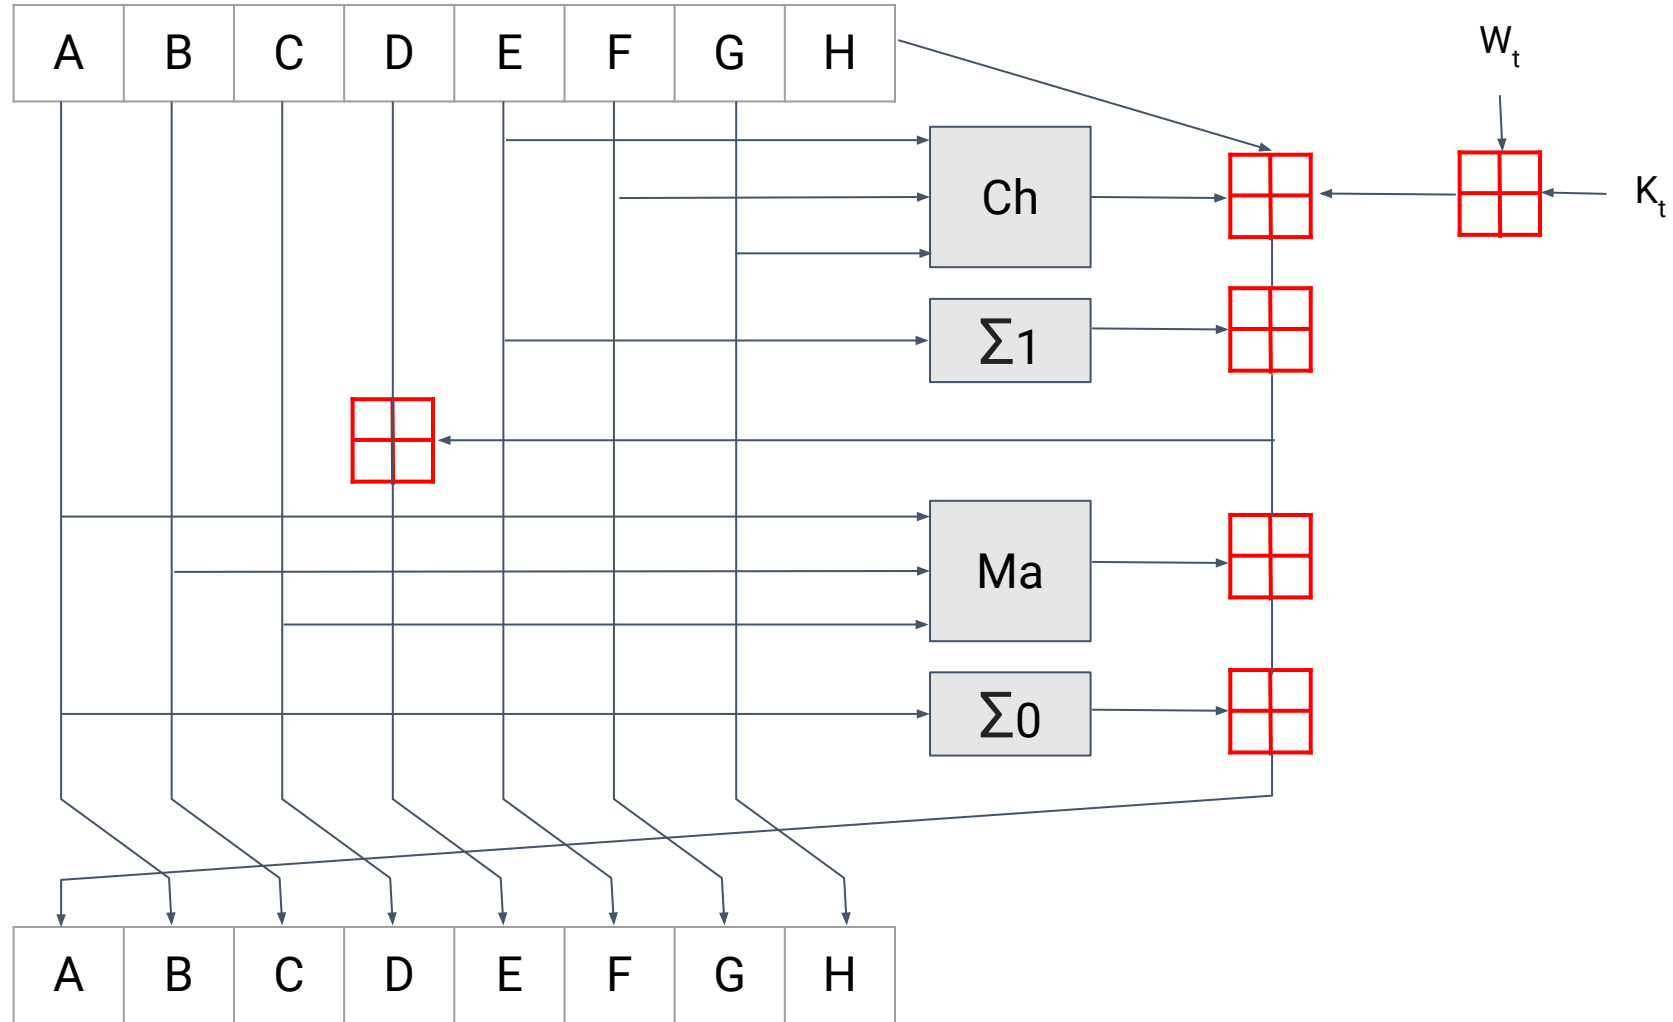 A B C D E F G H
Wt
Ch
Kt
Σ1
Ma
Σ0
A B C D E F G H